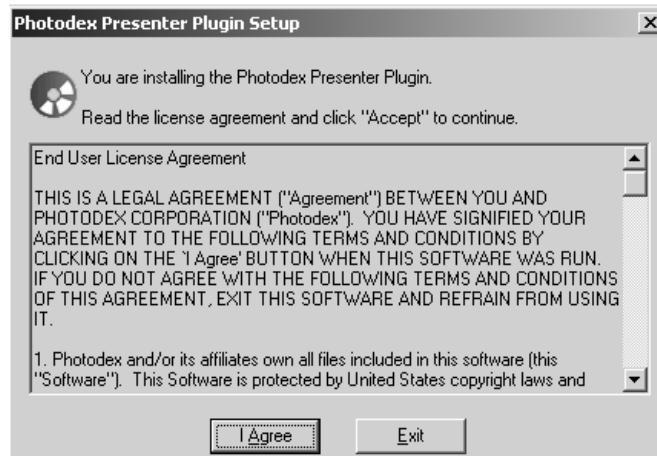 Photodex Presenter Plugin Setup
You are installing the Photodex Presenter Plugin.
Read the license agreement and click "Accept" to continue.
End User License Agreement
THIS IS A LEGAL AGREEMENT ("Agreement") BETWEEN YOU AND
PHOTODEX CORPORATION ("Photodex").  YOU HAVE SIGNIFIED YOUR
AGREEMENT TO THE FOLLOWING TERMS AND CONDITIONS BY
CLICKING ON THE 'I Agree' BUTTON WHEN THIS SOFTWARE WAS RUN.
IF YOU DO NOT AGREE WITH THE FOLLOWING TERMS AND CONDITIONS
OF THIS AGREEMENT, EXIT THIS SOFTWARE AND REFRAIN FROM USING
IT.
1. Photodex and/or its affiliates own all files included in this software (this
"Software").  This Software is protected by United States copyright laws and
I Agree
Exit